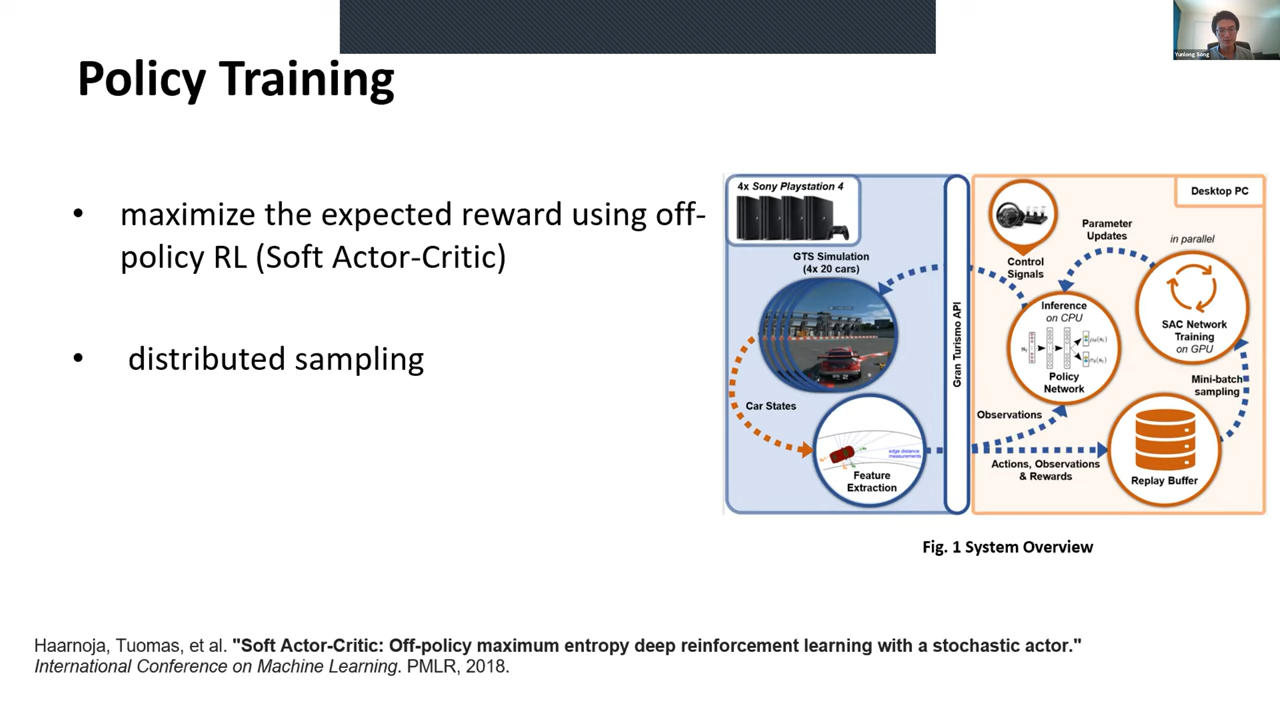 Yunlong Song
Policy Training
• maximize the expected reward using off-
policy RL (Soft Actor-Critic)
• distributed sampling
4x Sony Playstation 4
GTS Simulation
(4x 20 cars)
Car States
edge distance
measurements
Feature
Extraction
Gran Turismo API
Desktop PC
Control
Signals
Parameter
Updates
in parallel
Inference
on CPU
Policy
Network
SAC Network
Training
on GPU
Mini-batch
sampling
Observations
Actions, Observations
& Rewards
Replay Buffer
Fig. 1 System Overview
Haarnoja, Tuomas, et al. "Soft Actor-Critic: Off-policy maximum entropy deep reinforcement learning with a stochastic actor."
International Conference on Machine Learning. PMLR, 2018.